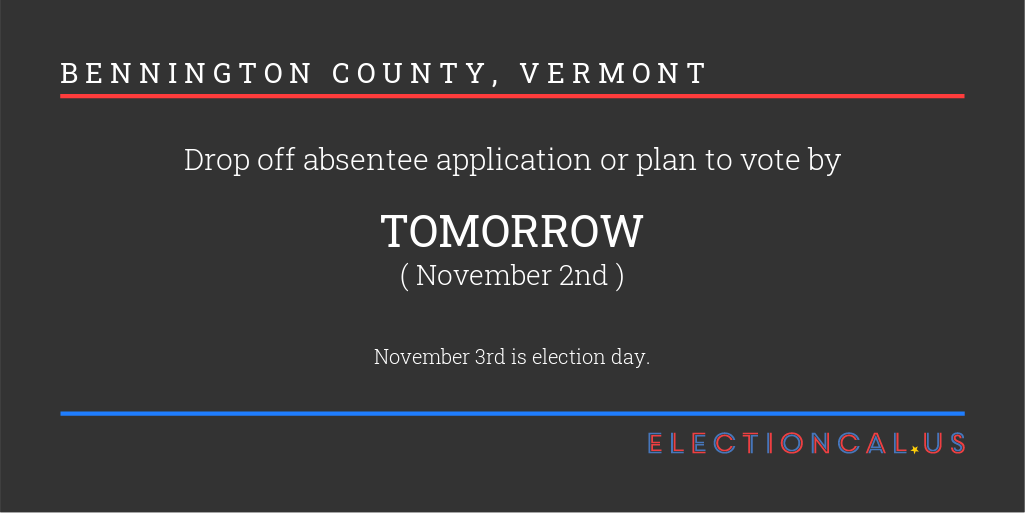 BENNINGTON COUNTY, VERMONT
Drop off absentee application or plan to vote by
TOMORROW
( November 2nd )
November 3rd is election day.
ELECTIONCAL.US